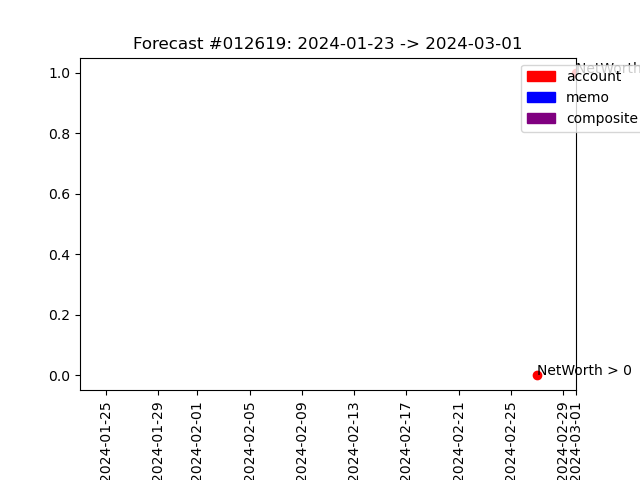 Forecast #012619: 2024-01-23 -> 2024-03-01
NetWorth
account
memo
composite
1.0
0.8
0.6
0.4
0.2
0.0
NetWorth > 0
2024-01-25
2024-01-29
2024-02-01
2024-02-05
2024-02-09
2024-02-13
2024-02-17
2024-02-21
2024-02-25
2024-02-29
2024-03-01